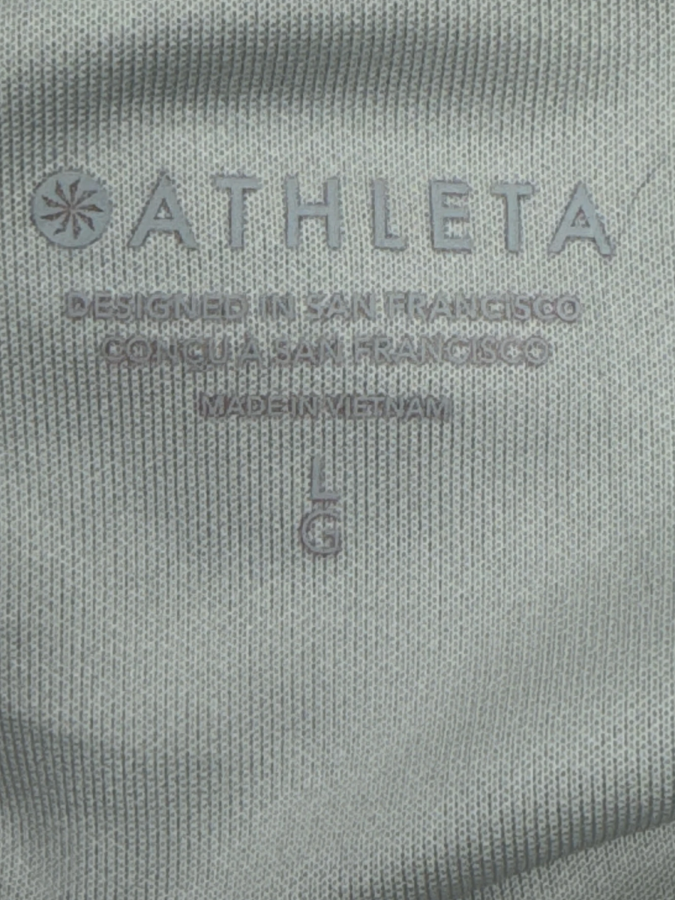 ATHLETA
DESIGNED IN SAN FRANCISCO
CONÇU À SAN FRANCISCO
MADE IN VIETNAM
L
G